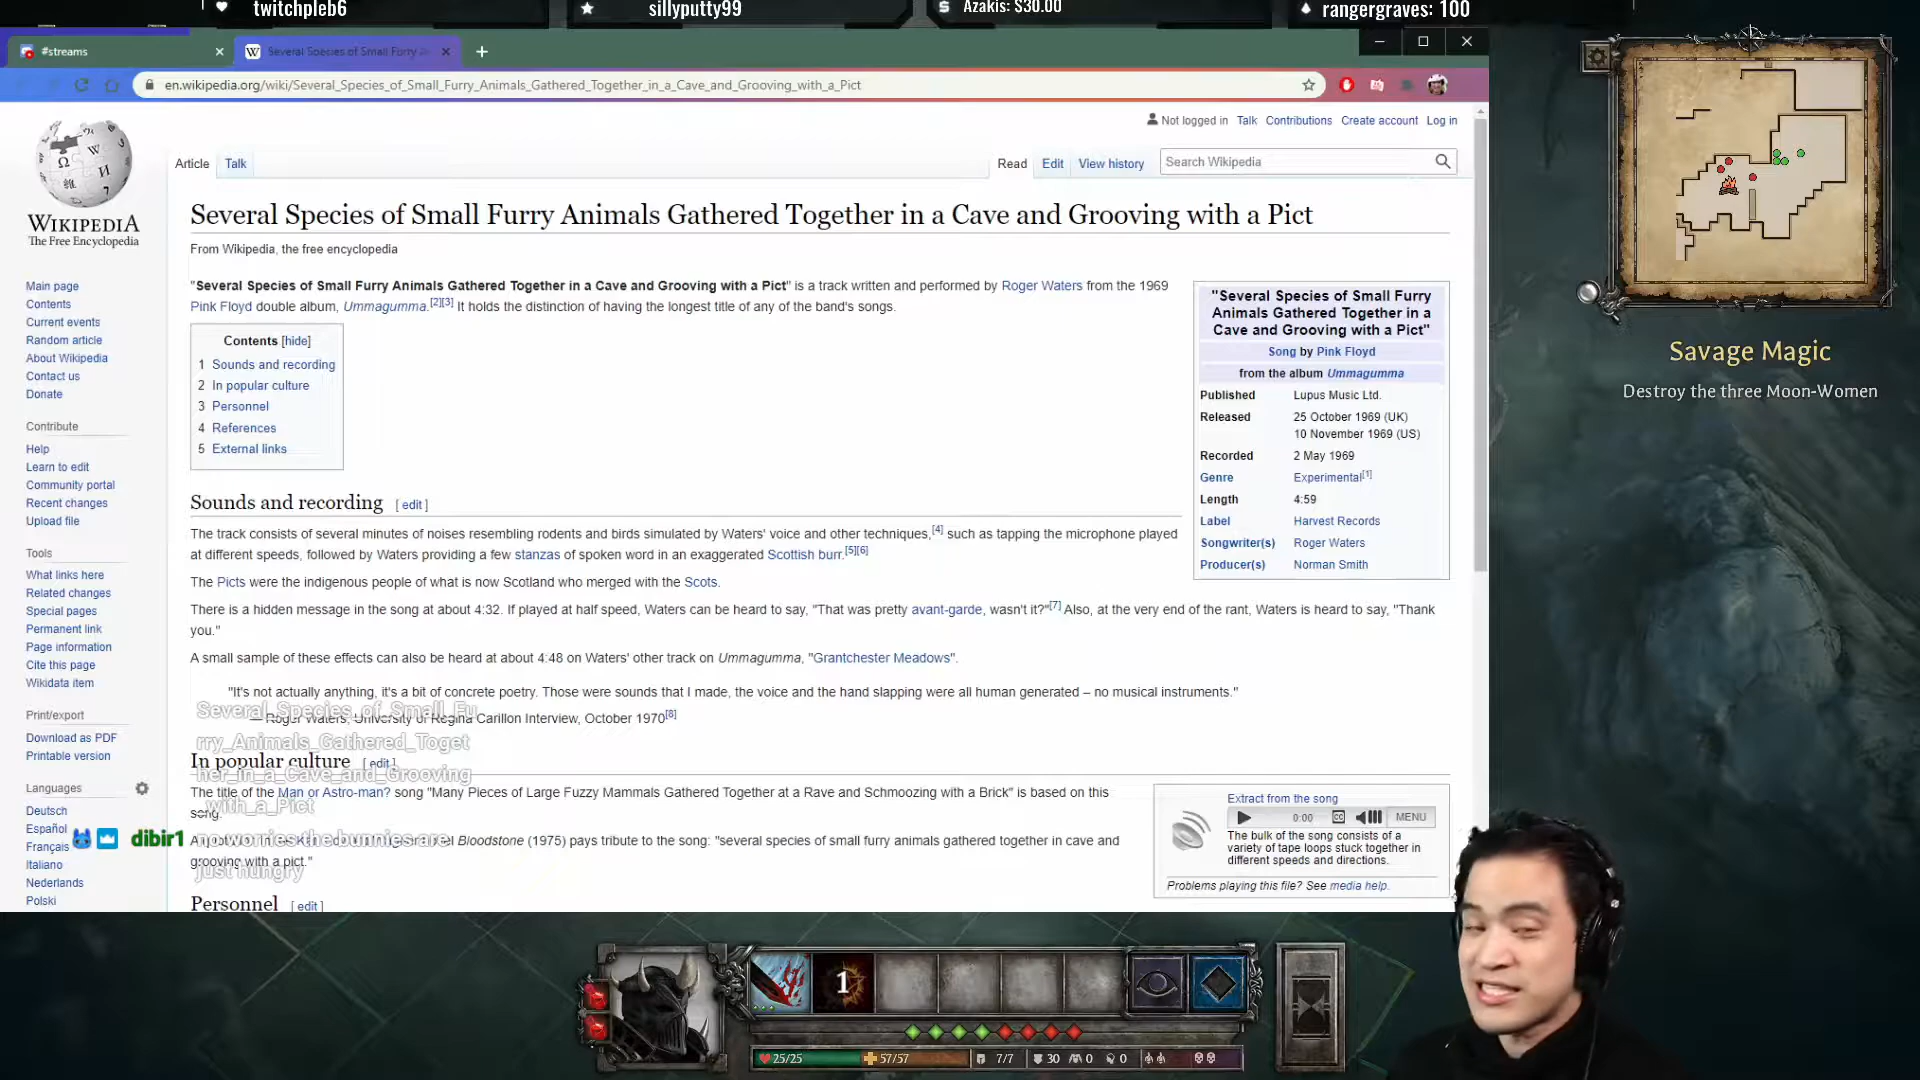 twitchpleb6
sillyputty99
Azakis: $30.00
rangergraves: 100
#streams
Several Species of Small Furry A
en.wikipedia.org/wiki/Several_Species_of_Small_Furry_Animals_Gathered_Together_in_a_Cave_and_Grooving_with_a_Pict
Not logged in Talk Contributions Create account Log in
Article Talk
Read Edit View history Search Wikipedia
WIKIPEDIA
The Free Encyclopedia
Main page
Contents
Current events
Random article
About Wikipedia
Contact us
Donate
Contribute
Help
Learn to edit
Community portal
Recent changes
Upload file
Tools
What links here
Related changes
Special pages
Permanent link
Page information
Cite this page
Wikidata item
Print/export
Download as PDF
Printable version
Languages
Deutsch
Español
Français
Italiano
Nederlands
Polski
Several Species of Small Furry Animals Gathered Together in a Cave and Grooving with a Pict
From Wikipedia, the free encyclopedia
"Several Species of Small Furry Animals Gathered Together in a Cave and Grooving with a Pict" is a track written and performed by Roger Waters from the 1969
Pink Floyd double album, Ummagumma.[2][3] It holds the distinction of having the longest title of any of the band's songs.
Contents [hide]
1 Sounds and recording
2 In popular culture
3 Personnel
4 References
5 External links
"Several Species of Small Furry
Animals Gathered Together in a
Cave and Grooving with a Pict"
Song by Pink Floyd
from the album Ummagumma
Published Lupus Music Ltd.
Released 25 October 1969 (UK)
10 November 1969 (US)
Recorded 2 May 1969
Genre Experimental[1]
Length 4:59
Label Harvest Records
Songwriter(s) Roger Waters
Producer(s) Norman Smith
Sounds and recording [ edit ]
The track consists of several minutes of noises resembling rodents and birds simulated by Waters' voice and other techniques,[4] such as tapping the microphone played
at different speeds, followed by Waters providing a few stanzas of spoken word in an exaggerated Scottish burr.[5][6]
The Picts were the indigenous people of what is now Scotland who merged with the Scots.
There is a hidden message in the song at about 4:32. If played at half speed, Waters can be heard to say, "That was pretty avant-garde, wasn't it?"[7] Also, at the very end of the rant, Waters is heard to say, "Thank
you."
A small sample of these effects can also be heard at about 4:48 on Waters' other track on Ummagumma, "Grantchester Meadows".
"It's not actually anything, it's a bit of concrete poetry. Those were sounds that I made, the voice and the hand slapping were all human generated – no musical instruments."
— Roger Waters, University of Regina Carillon Interview, October 1970[8]
In popular culture [ edit ]
The title of the Man or Astro-man? song "Many Pieces of Large Fuzzy Mammals Gathered Together at a Rave and Schmoozing with a Brick" is based on this
song.
Bloodstone (1975) pays tribute to the song: "several species of small furry animals gathered together in cave and
grooving with a pict."
Personnel [ edit ]
Several_Species_of_Small_Fu
rry_Animals_Gathered_Toget
her_in_a_Cave_and_Grooving
_with_a_Pict
dibir1 no worries the bunnies are
just hungry
Extract from the song
0:00 CC MENU
The bulk of the song consists of a
variety of tape loops stuck together in
different speeds and directions.
Problems playing this file? See media help.
Savage Magic
Destroy the three Moon-Women
1
25/25 57/57 7/7 30 0 0